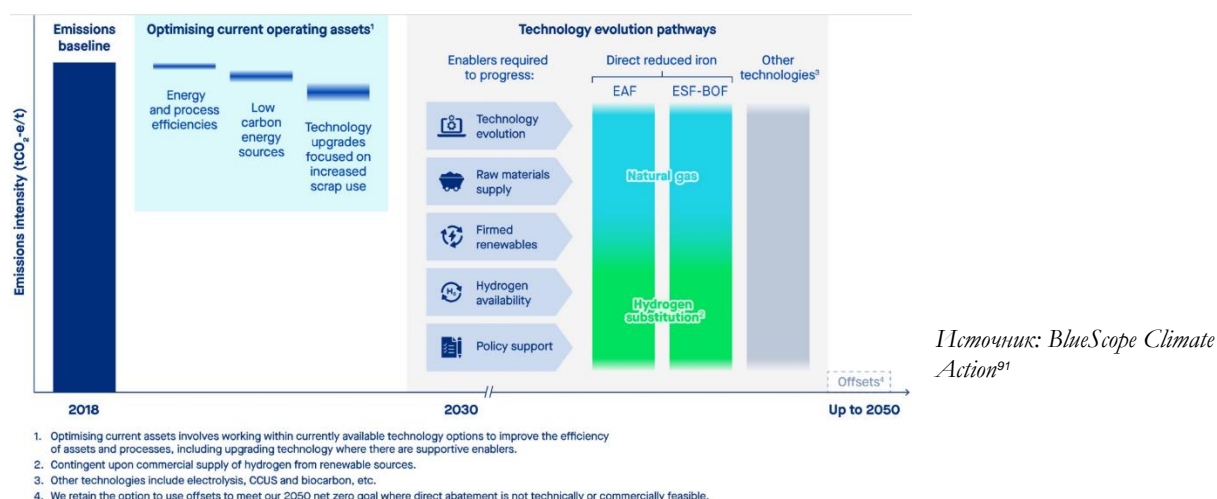 Emissions
baseline
Optimising current operating assets¹
Technology evolution pathways
Emissions intensity (tCO₂-e/t)
Energy
and process
efficiencies
Low
carbon
energy
sources
Technology
upgrades
focused on
increased
scrap use
Enablers required
to progress:
Direct reduced iron
Other
technologies³
EAF
ESF-BOF
Technology
evolution
Raw materials
supply
Firmed
renewables
H₂
Hydrogen
availability
Policy support
Natural gas
Hydrogen
substitution²
Offsets⁴
2018
2030
Up to 2050
Источник: BlueScope Climate
Action⁹¹
1. Optimising current assets involves working within currently available technology options to improve the efficiency
of assets and processes, including upgrading technology where there are supportive enablers.
2. Contingent upon commercial supply of hydrogen from renewable sources.
3. Other technologies include electrolysis, CCUS and biocarbon, etc.
4. We retain the option to use offsets to meet our 2050 net zero goal where direct abatement is not technically or commercially feasible.